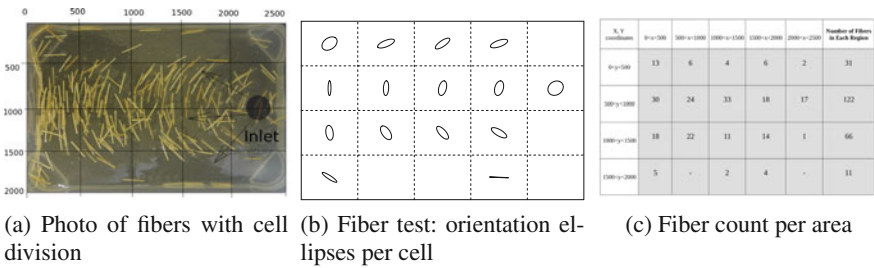 0 500 1000 1500 2000 2500
500
1000
1500
2000
Inlet
X, Y coordinates 0<x<500 500<x<1000 1000<x<1500 1500<x<2000 2000<x<2500 Number of Fibers in Each Region
0<y<500 13 6 4 6 2 31
500<y<1000 30 24 33 18 17 122
1000<y<1500 18 22 11 14 1 66
1500<y<2000 5 - 2 4 - 11
(a) Photo of fibers with cell
division
(b) Fiber test: orientation el-
lipses per cell
(c) Fiber count per area